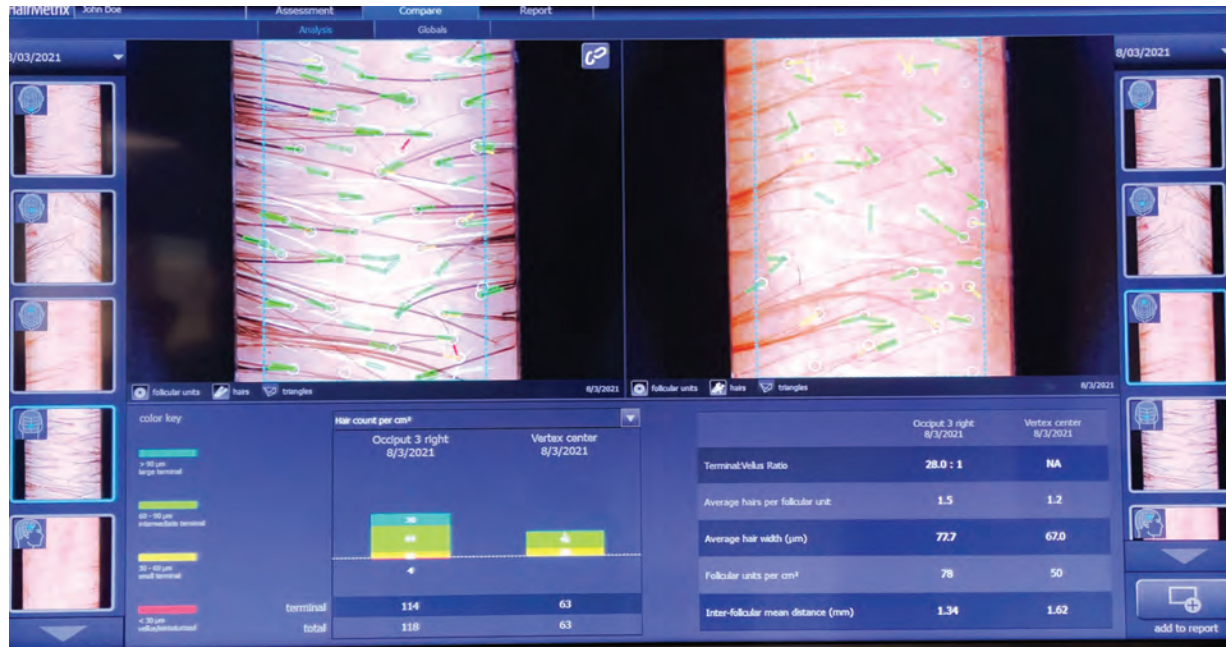 HairMetrix John Doe Assessment Compare Report
Analysis Globals
8/03/2021
8/03/2021
follicular units hairs triangles 8/3/2021
follicular units hairs triangles 8/3/2021
color key
> 90 µm
large terminal
60 - 90 µm
intermediate terminal
30 - 60 µm
small terminal
< 30 µm
Hair count per cm²
Occiput 3 right Vertex center
8/3/2021 8/3/2021
4
terminal 114 63
total 118 63
Occiput 3 right Vertex center
8/3/2021 8/3/2021
Terminal:Vellus Ratio 28.0 : 1 NA
Average hairs per follicular unit 1.5 1.2
Average hair width (µm) 77.7 67.0
Follicular units per cm² 78 50
Inter-follicular mean distance (mm) 1.34 1.62
add to report